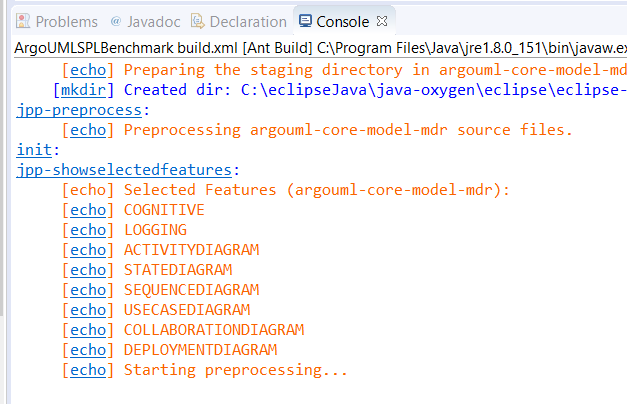 Problems @ Javadoc Declaration Console
ArgoUMLSPLBenchmark build.xml [Ant Build] C:\Program Files\Java\jre1.8.0_151\bin\javaw.ex
[echo] Preparing the staging directory in argouml-core-model-md
[mkdir] Created dir: C:\eclipseJava\java-oxygen\eclipse\eclipse-
jpp-preprocess:
[echo] Preprocessing argouml-core-model-mdr source files.
init:
jpp-showselectedfeatures:
[echo] Selected Features (argouml-core-model-mdr):
[echo] COGNITIVE
[echo] LOGGING
[echo] ACTIVITYDIAGRAM
[echo] STATEDIAGRAM
[echo] SEQUENCEDIAGRAM
[echo] USECASEDIAGRAM
[echo] COLLABORATIONDIAGRAM
[echo] DEPLOYMENTDIAGRAM
[echo] Starting preprocessing...